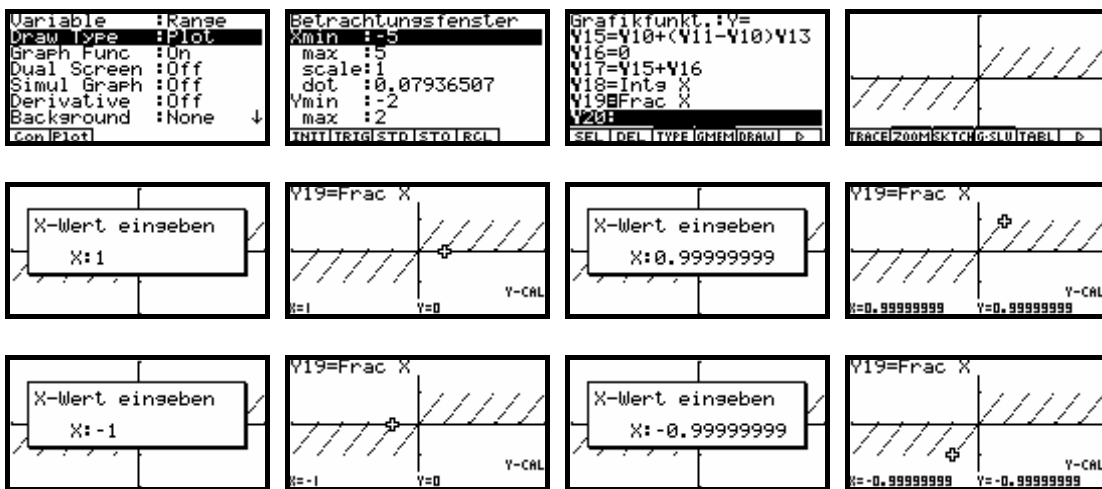 Variable :Range
Draw Type :Plot
Graph Func :On
Dual Screen :Off
Simul Graph :Off
Derivative :Off
Background :None ↓
Con Plot
Betrachtungsfenster
Xmin :-5
max :5
scale:1
dot :0.07936507
Ymin :-2
max :2
INIT TRIG STD STO RCL
Grafikfunkt.:Y=
Y15=Y10+(Y11-Y10)Y13
Y16=0
Y17=Y15+Y16
Y18=Intg X
Y19=Frac X
Y20:
SEL DEL TYPE GMEM DRAW ▷
TRACE ZOOM SKTCH G-SLV TABL ▷
X-Wert eingeben
X:1
Y19=Frac X
Y-CAL
X=1 Y=0
X-Wert eingeben
X:0.99999999
Y19=Frac X
Y-CAL
X=0.99999999 Y=0.99999999
X-Wert eingeben
X:-1
Y19=Frac X
Y-CAL
X=-1 Y=0
X-Wert eingeben
X:-0.99999999
Y19=Frac X
Y-CAL
X=-0.99999999 Y=-0.99999999